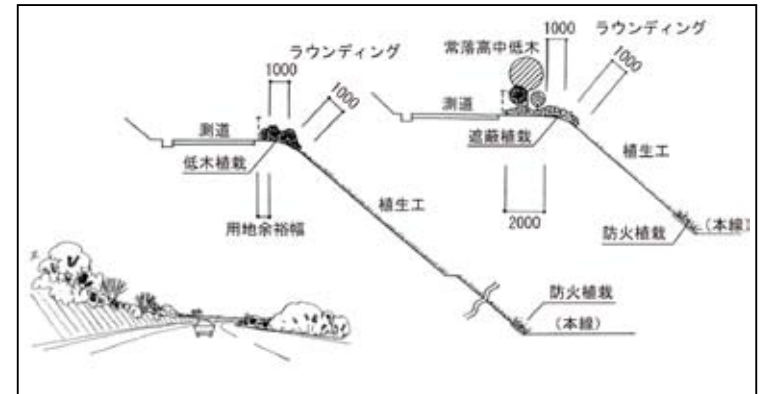 ラウンディング
1000
1000
測道
低木植栽
植生工
用地余裕幅
防火植栽
(本線)
ラウンディング
常落高中低木
1000
1000
測道
遮蔽植栽
植生工
2000
防火植栽
(本線)